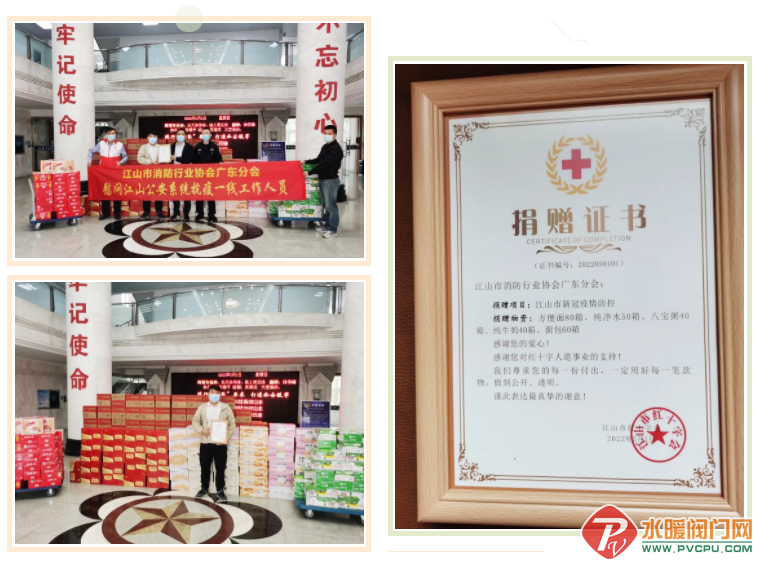 牢记使命
不忘初心
江山市消防行业协会广东分会
慰问江山公安系统抗疫一线工作人员
牢记使命
捐赠证书
CERTIFICATE OF COMPLETION
(证书编号:2022050101)
江山市消防行业协会广东分会:
捐赠项目:江山市新冠疫情防控
捐赠物资:方便面80箱、纯净水50箱、八宝粥40
箱、纯牛奶40箱、面包60箱
感谢您的爱心!
感谢您对红十字人道事业的支持!
我们尊重您的每一份付出,一定用好每一笔款
物,做到公开、透明。
谨此表达最真挚的谢意!
江山市红十字会
水暖阀门网
WWW.PVCPU.COM